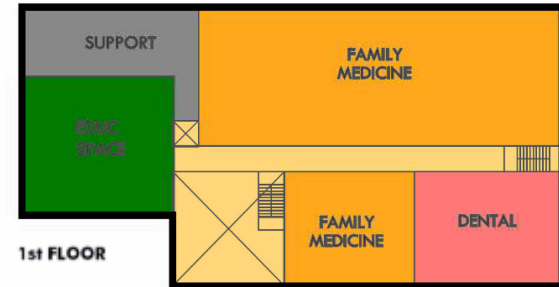 SUPPORT
FAMILY
MEDICINE
EDUC
SPACE
FAMILY
MEDICINE
DENTAL
1st FLOOR